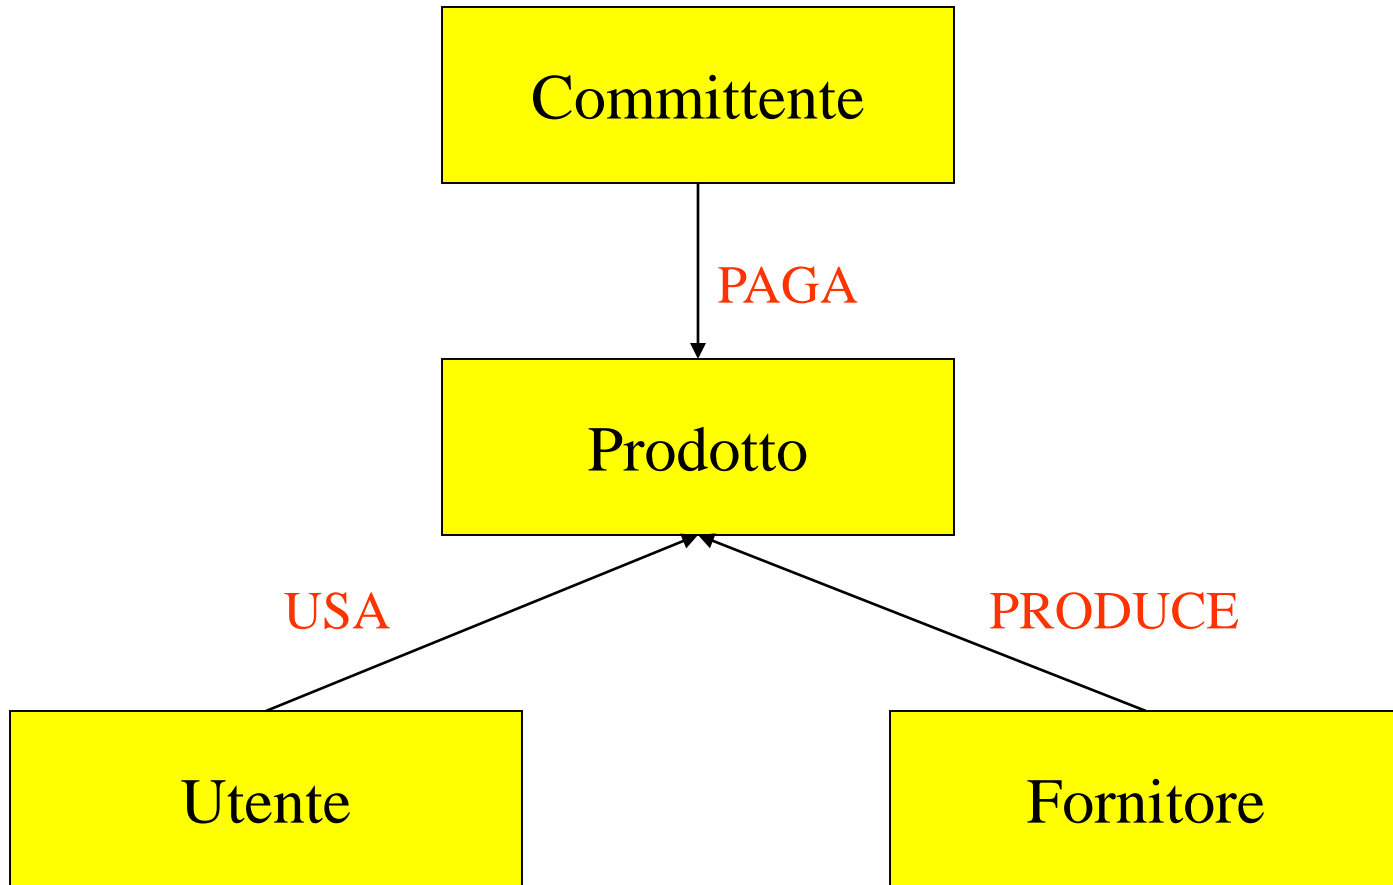 Committente
PAGA
Prodotto
USA
PRODUCE
Utente
Fornitore